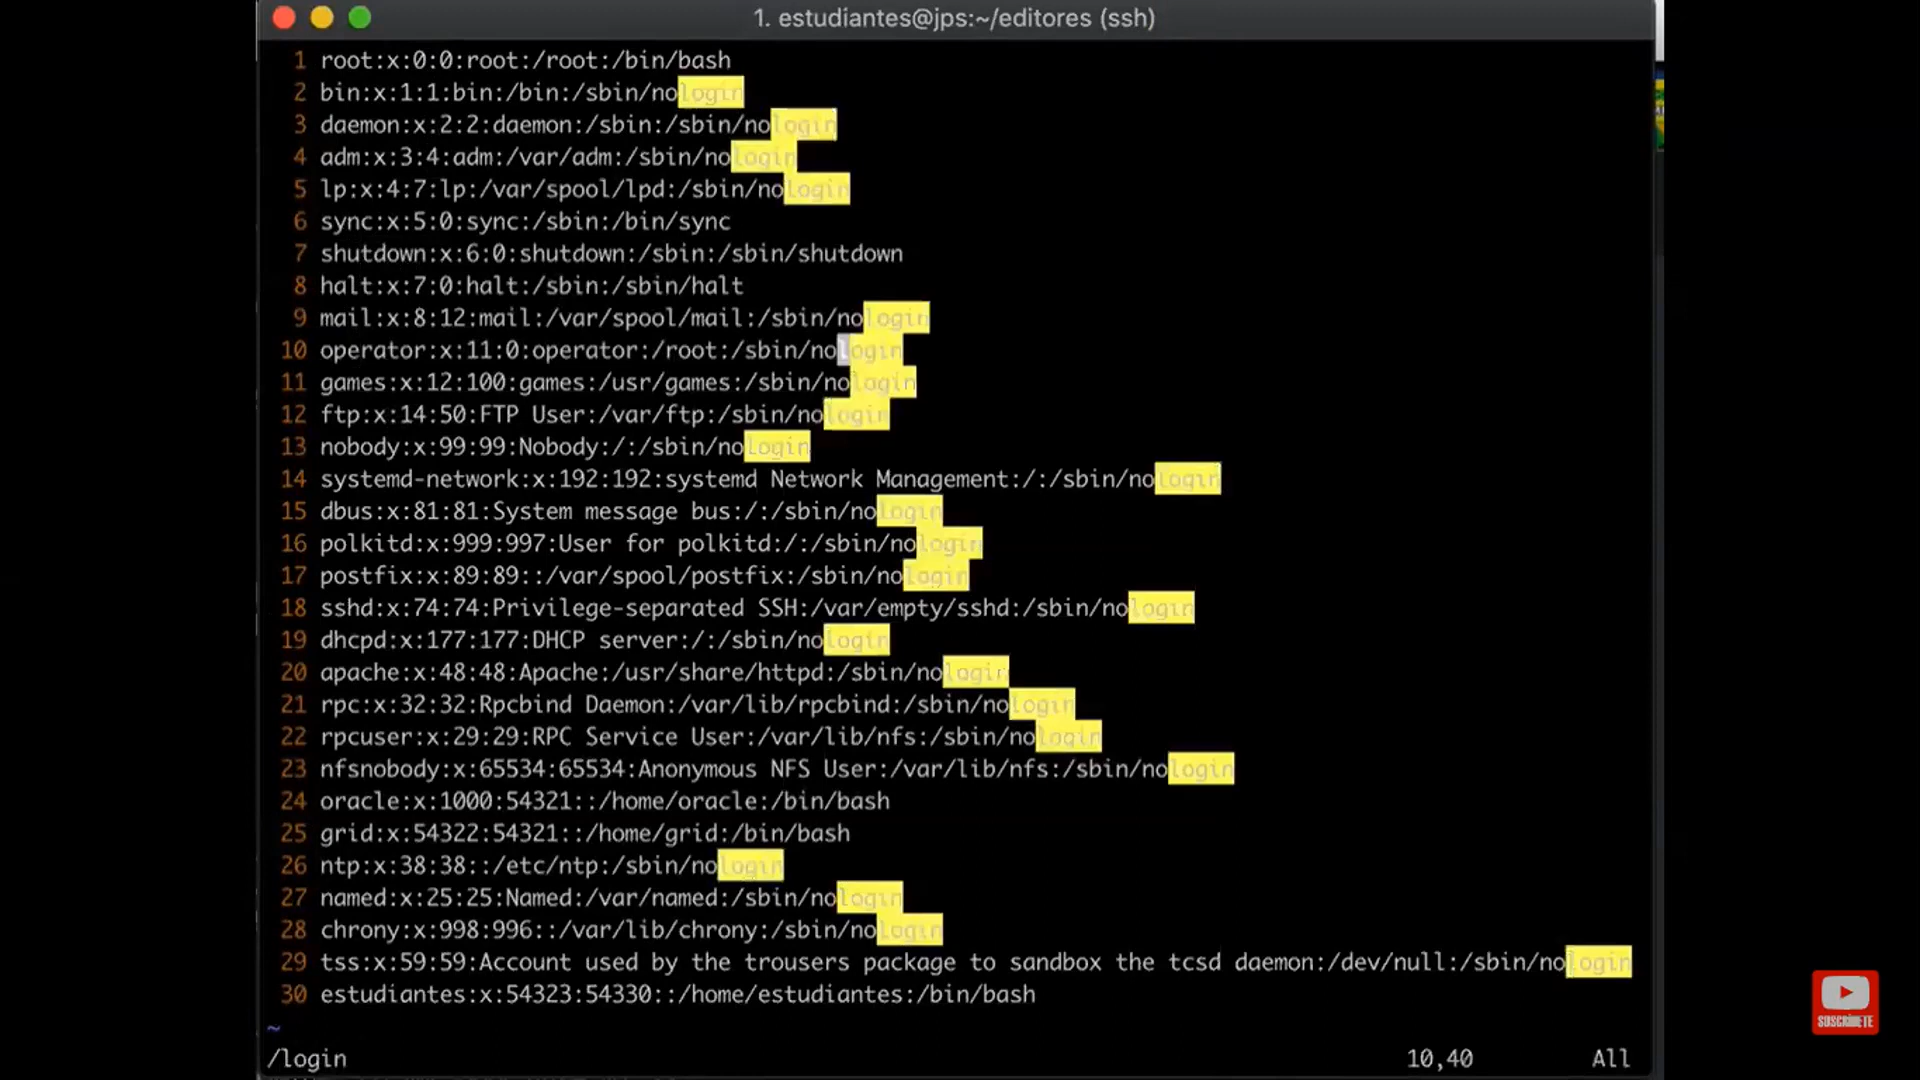 1. estudiantes@jps:~/editores (ssh)
1 root:x:0:0:root:/root:/bin/bash
2 bin:x:1:1:bin:/bin:/sbin/nologin
3 daemon:x:2:2:daemon:/sbin:/sbin/nologin
4 adm:x:3:4:adm:/var/adm:/sbin/nologin
5 lp:x:4:7:lp:/var/spool/lpd:/sbin/nologin
6 sync:x:5:0:sync:/sbin:/bin/sync
7 shutdown:x:6:0:shutdown:/sbin:/sbin/shutdown
8 halt:x:7:0:halt:/sbin:/sbin/halt
9 mail:x:8:12:mail:/var/spool/mail:/sbin/nologin
10 operator:x:11:0:operator:/root:/sbin/nologin
11 games:x:12:100:games:/usr/games:/sbin/nologin
12 ftp:x:14:50:FTP User:/var/ftp:/sbin/nologin
13 nobody:x:99:99:Nobody:/:/sbin/nologin
14 systemd-network:x:192:192:systemd Network Management:/:/sbin/nologin
15 dbus:x:81:81:System message bus:/:/sbin/nologin
16 polkitd:x:999:997:User for polkitd:/:/sbin/nologin
17 postfix:x:89:89::/var/spool/postfix:/sbin/nologin
18 sshd:x:74:74:Privilege-separated SSH:/var/empty/sshd:/sbin/nologin
19 dhcpd:x:177:177:DHCP server:/:/sbin/nologin
20 apache:x:48:48:Apache:/usr/share/httpd:/sbin/nologin
21 rpc:x:32:32:Rpcbind Daemon:/var/lib/rpcbind:/sbin/nologin
22 rpcuser:x:29:29:RPC Service User:/var/lib/nfs:/sbin/nologin
23 nfsnobody:x:65534:65534:Anonymous NFS User:/var/lib/nfs:/sbin/nologin
24 oracle:x:1000:54321::/home/oracle:/bin/bash
25 grid:x:54322:54321::/home/grid:/bin/bash
26 ntp:x:38:38::/etc/ntp:/sbin/nologin
27 named:x:25:25:Named:/var/named:/sbin/nologin
28 chrony:x:998:996::/var/lib/chrony:/sbin/nologin
29 tss:x:59:59:Account used by the trousers package to sandbox the tcsd daemon:/dev/null:/sbin/nologin
30 estudiantes:x:54323:54330::/home/estudiantes:/bin/bash
~
/login 10,40 All
SUSCRÍBETE